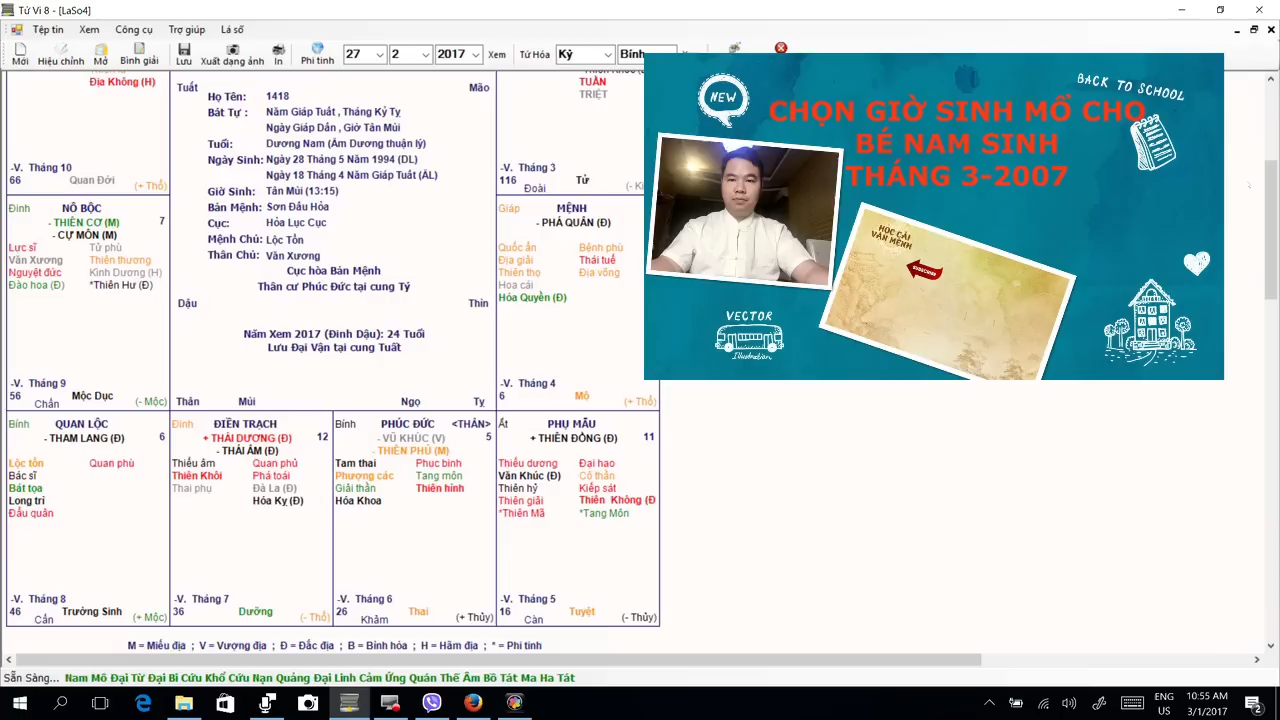 Tử Vi 8 - [LaSo4]
Tệp tin Xem Công cụ Trợ giúp Lá số
Mới Hiệu chỉnh Mở Bình giải Lưu Xuất dạng ảnh In Phi tinh 27 2 2017 Xem Tứ Hóa Kỷ Bính
Địa Không (H)
-V. Tháng 10
66 Quan Đới (+ Thổ)
Tuất Mão
Họ Tên: 1418
Bát Tự : Năm Giáp Tuất , Tháng Kỷ Tỵ
Ngày Giáp Dần , Giờ Tân Mùi
Tuổi: Dương Nam (Âm Dương thuận lý)
Ngày Sinh: Ngày 28 Tháng 5 Năm 1994 (DL)
Ngày 18 Tháng 4 Năm Giáp Tuất (ÂL)
Giờ Sinh: Tân Mùi (13:15)
Bản Mệnh: Sơn Đầu Hỏa
Cục: Hỏa Lục Cục
Mệnh Chủ: Lộc Tồn
Thân Chủ: Văn Xương
Cục hòa Bản Mệnh
Thân cư Phúc Đức tại cung Tý
Dậu Thìn
Năm Xem 2017 (Đinh Dậu): 24 Tuổi
Lưu Đại Vận tại cung Tuất
Thân Mùi Ngọ Tỵ
TUẦN
TRIỆT
-V. Tháng 3
116 Tử
Đoài
Đinh NÔ BỘC
- THIÊN CƠ (M) 7
- CỰ MÔN (M)
Lực sĩ Tử phù
Văn Xương Thiên thương
Nguyệt đức Kình Dương (H)
Đào hoa (Đ) *Thiên Hư (Đ)
-V. Tháng 9
56 Mộc Dục (- Mộc)
Chấn
Giáp MỆNH
- PHÁ QUÂN (Đ)
Quốc ấn Bệnh phù
Địa giải Thái tuế
Thiên thọ Địa võng
Hoa cái
Hóa Quyền (Đ)
-V. Tháng 4
6 Mộ (+ Thổ)
Bính QUAN LỘC
- THAM LANG (Đ) 6
Lộc tồn Quan phù
Bác sĩ
Bát tọa
Long trì
Đẩu quân
-V. Tháng 8
46 Trường Sinh (+ Mộc)
Cấn
Đinh ĐIỀN TRẠCH
+ THÁI DƯƠNG (Đ) 12
- THÁI ÂM (Đ)
Thiếu âm Quan phủ
Thiên Khôi Phá toái
Thai phụ Đà La (Đ)
Hóa Kỵ (Đ)
-V. Tháng 7
36 Dưỡng (- Thổ)
Bính PHÚC ĐỨC <THÂN>
- VŨ KHÚC (V) 5
- THIÊN PHỦ (M)
Tam thai Phục binh
Phượng các Tang môn
Giải thần Thiên hình
Hóa Khoa
-V. Tháng 6
26 Thai (+ Thủy)
Khảm
Ất PHỤ MẪU
+ THIÊN ĐỒNG (Đ) 11
Thiếu dương Đại hao
Văn Khúc (Đ) Cô thần
Thiên hỷ Kiếp sát
Thiên giải Thiên Không (Đ
*Thiên Mã *Tang Môn
-V. Tháng 5
16 Tuyệt (- Thủy)
Càn
M = Miếu địa ; V = Vượng địa ; Đ = Đắc địa ; B = Bình hòa ; H = Hãm địa ; * = Phi tinh
Sẵn Sàng... Nam Mô Đại Từ Đại Bi Cứu Khổ Cứu Nạn Quảng Đại Linh Cảm Ứng Quán Thế Âm Bồ Tát Ma Ha Tát
NEW
BACK TO SCHOOL
CHỌN GIỜ SINH MỔ CHO
BÉ NAM SINH
THÁNG 3-2007
HỌC CẢI
VẬN MỆNH
SUBSCRIBE
VECTOR
Illustration
ENG
US
10:55 AM
3/1/2017
2